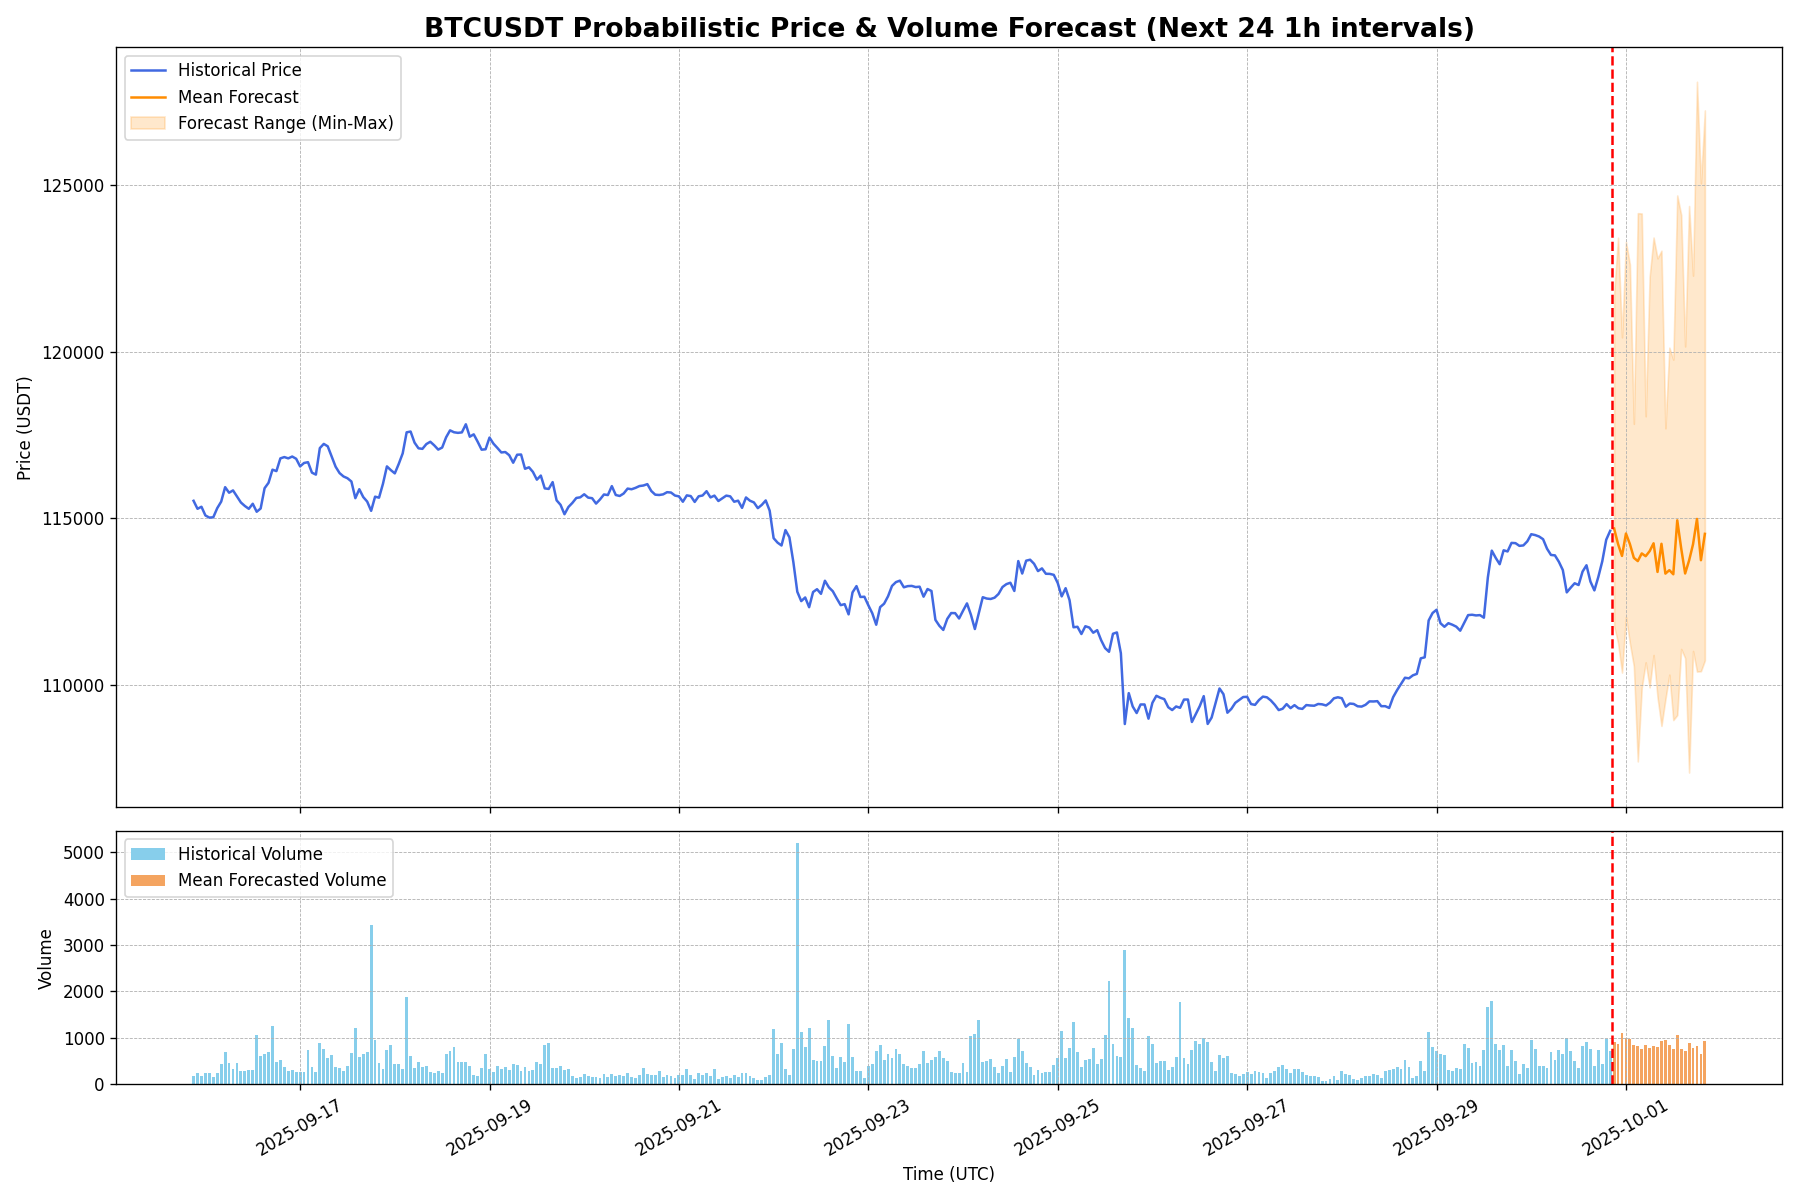 BTCUSDT Probabilistic Price & Volume Forecast (Next 24 1h intervals)
Historical Price
Mean Forecast
Forecast Range (Min-Max)
125000
120000
115000
110000
Price (USDT)
Historical Volume
Mean Forecasted Volume
5000
4000
3000
2000
1000
0
Volume
2025-09-17
2025-09-19
2025-09-21
2025-09-23
2025-09-25
2025-09-27
2025-09-29
2025-10-01
Time (UTC)